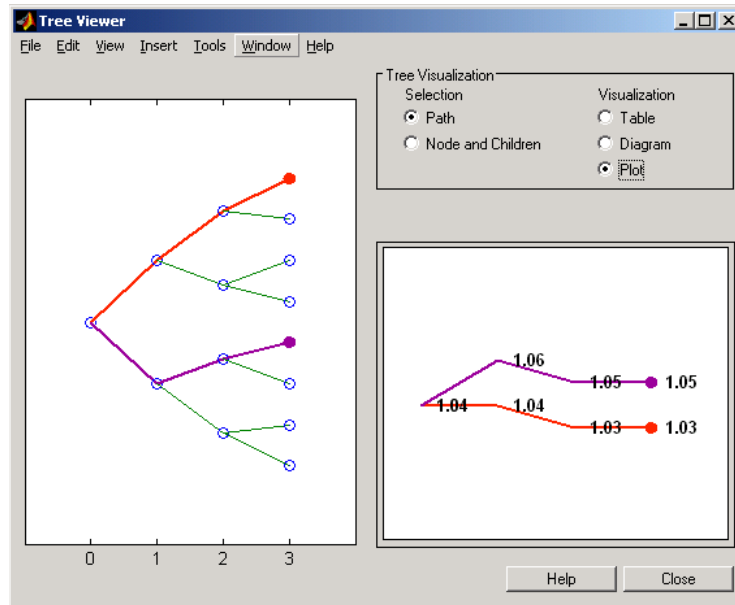 Tree Viewer
File Edit View Insert Tools Window Help
Tree Visualization
Selection
Path
Node and Children
Visualization
Table
Diagram
Plot
0 1 2 3
1.06
1.05 1.05
1.04 1.04
1.03 1.03
Help Close